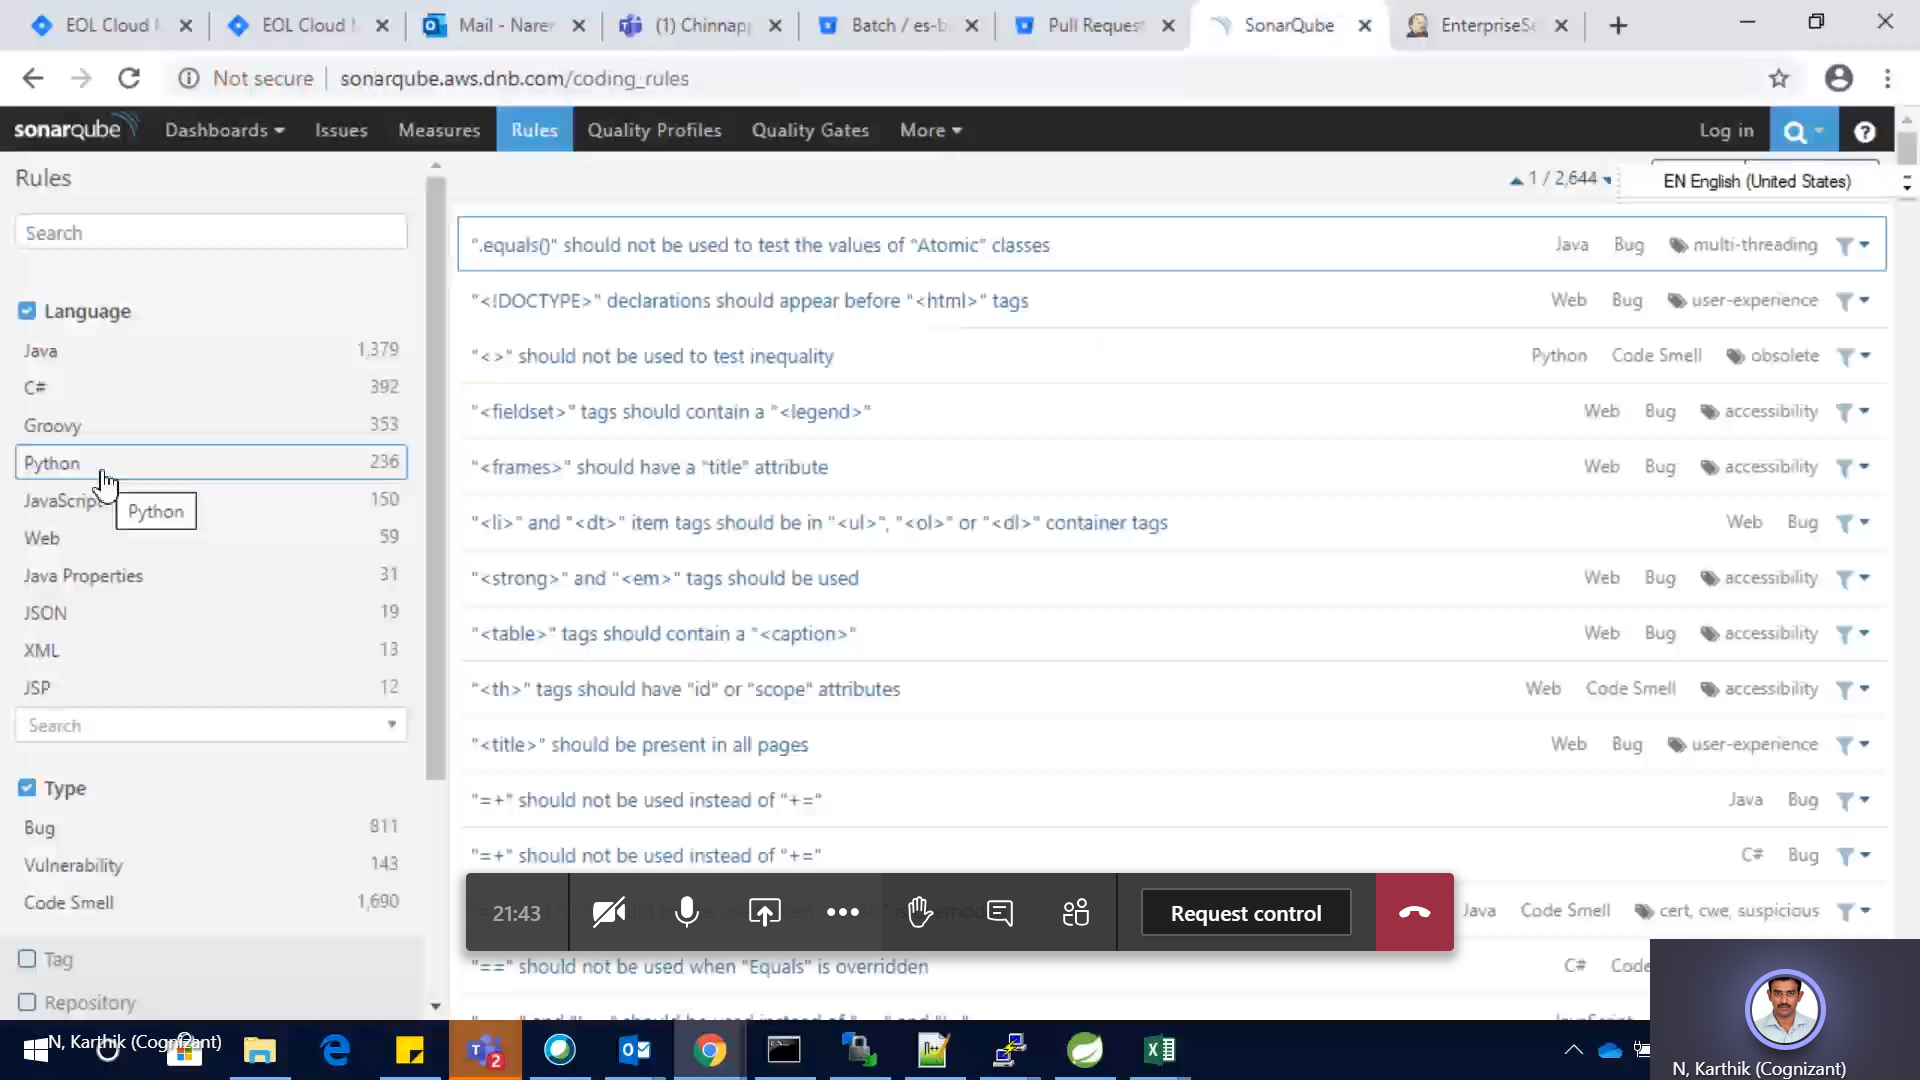 EOL Cloud
EOL Cloud
Mail - Narer
(1) Chinnapp
Batch / es-b
Pull Request
SonarQube
EnterpriseSe
Not secure
sonarqube.aws.dnb.com/coding_rules
sonarqube
Dashboards
Issues
Measures
Rules
Quality Profiles
Quality Gates
More
Log in
Rules
1 / 2,644
EN English (United States)
Search
Language
Java 1,379
C# 392
Groovy 353
Python 236
JavaScript 150
Python
Web 59
Java Properties 31
JSON 19
XML 13
JSP 12
Search
Type
Bug 811
Vulnerability 143
Code Smell 1,690
Tag
Repository
".equals()" should not be used to test the values of "Atomic" classes Java Bug multi-threading
"<!DOCTYPE>" declarations should appear before "<html>" tags Web Bug user-experience
"<>" should not be used to test inequality Python Code Smell obsolete
"<fieldset>" tags should contain a "<legend>" Web Bug accessibility
"<frames>" should have a "title" attribute Web Bug accessibility
"<li>" and "<dt>" item tags should be in "<ul>", "<ol>" or "<dl>" container tags Web Bug
"<strong>" and "<em>" tags should be used Web Bug accessibility
"<table>" tags should contain a "<caption>" Web Bug accessibility
"<th>" tags should have "id" or "scope" attributes Web Code Smell accessibility
"<title>" should be present in all pages Web Bug user-experience
"=+" should not be used instead of "+=" Java Bug
"=+" should not be used instead of "+=" C# Bug
Java Code Smell cert, cwe, suspicious
21:43
Request control
"==" should not be used when "Equals" is overridden C# Code
N, Karthik (Cognizant)
2
N, Karthik (Cognizant)